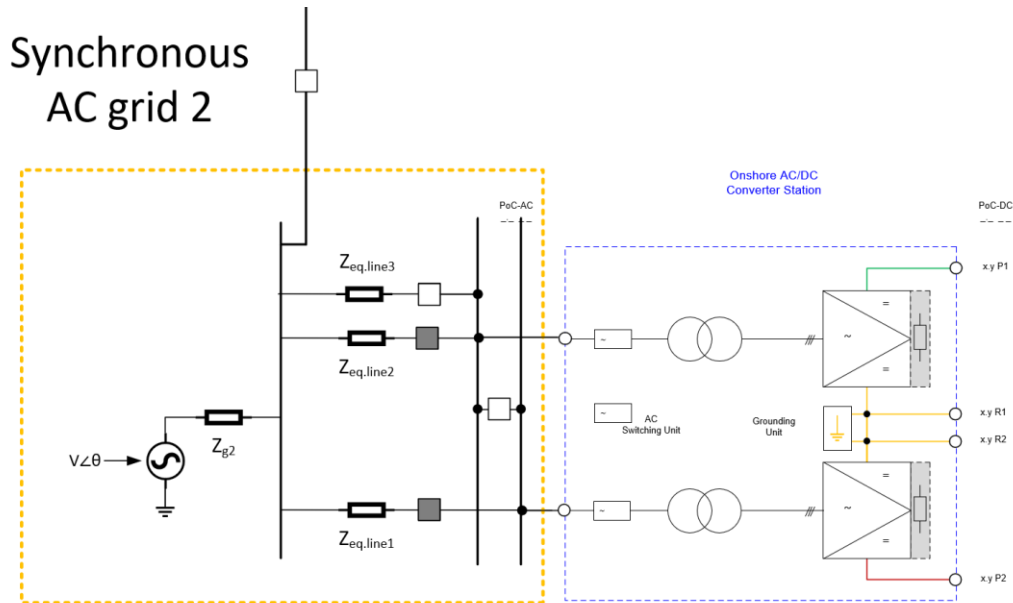 Synchronous
AC grid 2
Onshore AC/DC
Converter Station
PoC-AC
PoC-DC
Zeq.line3
x.y P1
=
~
=
~
Zeq.line2
x.y R1
~
AC
Switching Unit
Grounding
Unit
x.y R2
Zg2
V∠θ
=
~
=
~
Zeq.line1
x.y P2